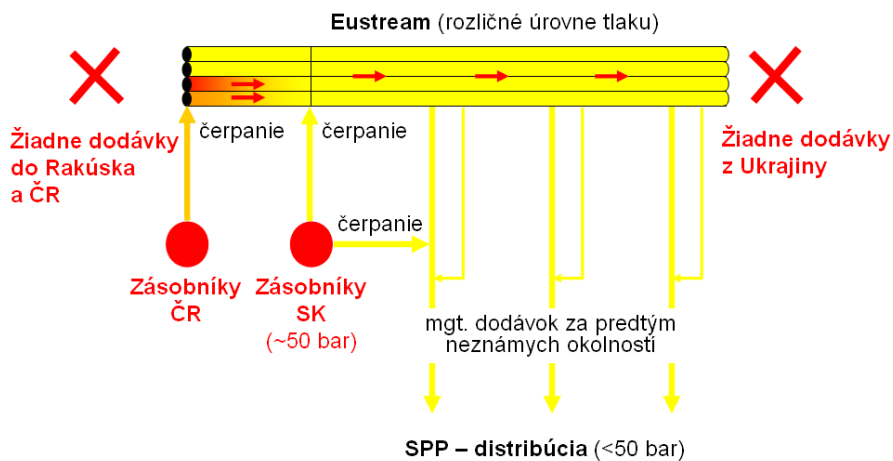 Eustream (rozličné úrovne tlaku)
Žiadne dodávky
do Rakúska
a ČR
čerpanie
čerpanie
Žiadne dodávky
z Ukrajiny
čerpanie
Zásobníky
ČR
Zásobníky
SK
(~50 bar)
mgt. dodávok za predtým
neznámych okolností
SPP – distribúcia (<50 bar)